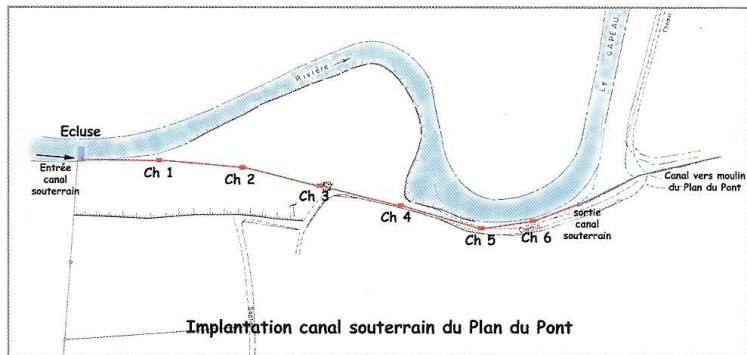 Rivière
LE GAPEAU
Chemin
Ecluse
Entrée
canal
souterrain
Ch 1
Ch 2
Ch 3
Ch 4
Ch 5
Ch 6
sortie
canal
souterrain
Canal vers moulin
du Plan du Pont
Implantation canal souterrain du Plan du Pont